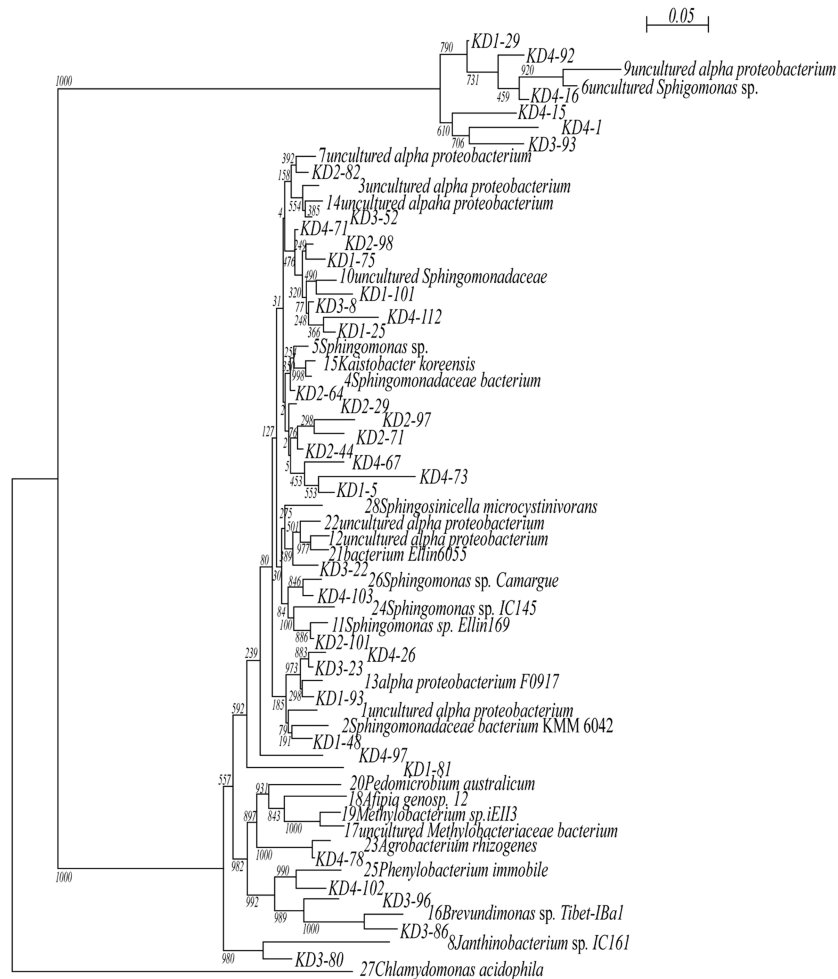 0.05
790
KD1-29
KD4-92
920
9uncultured alpha proteobacterium
1000
731
6uncultured Sphigomonas sp.
459
KD4-16
KD4-15
610
KD4-1
706
KD3-93
392
7uncultured alpha proteobacterium
158
KD2-82
3uncultured alpha proteobacterium
554
385
14uncultured alpaha proteobacterium
4
KD3-52
KD4-71
249
KD2-98
476
KD1-75
490
10uncultured Sphingomonadaceae
320
KD1-101
31
77
KD3-8
248
KD4-112
366
KD1-25
5Sphingomonas sp.
15Kaistobacter koreensis
998
4Sphingomonadaceae bacterium
KD2-64
2
KD2-29
298
KD2-97
127
76
KD2-71
2
KD2-44
5
KD4-67
453
KD4-73
553
KD1-5
275
28Sphingosinicella microcystinivorans
501
22uncultured alpha proteobacterium
977
12uncultured alpha proteobacterium
389
21bacterium Ellin6055
80
KD3-22
30
846
26Sphingomonas sp. Camargue
KD4-103
84
24Sphingomonas sp. IC145
100
11Sphingomonas sp. Ellin169
886
KD2-101
883
KD4-26
239
973
KD3-23
13alpha proteobacterium F0917
298
KD1-93
185
1uncultured alpha proteobacterium
592
79
2Sphingomonadaceae bacterium KMM 6042
191
KD1-48
KD4-97
KD1-81
557
931
20Pedomicrobium australicum
18Afipia genosp. 12
897
843
19Methylobacterium sp.iEII3
1000
17uncultured Methylobacteriaceae bacterium
23Agrobacterium rhizogenes
1000
KD4-78
982
990
25Phenylobacterium immobile
1000
KD4-102
992
KD3-96
989
16Brevundimonas sp. Tibet-IBa1
1000
KD3-86
8Janthinobacterium sp. IC161
980
KD3-80
27Chlamydomonas acidophila